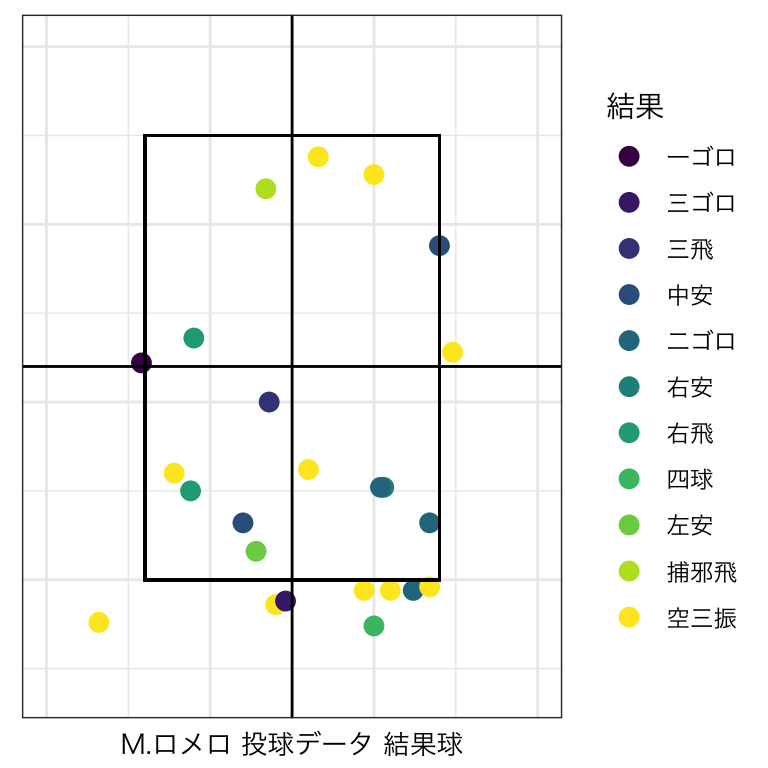 結果
一ゴロ
三ゴロ
三飛
中安
二ゴロ
右安
右飛
四球
左安
捕邪飛
空三振
M.ロメロ 投球データ 結果球